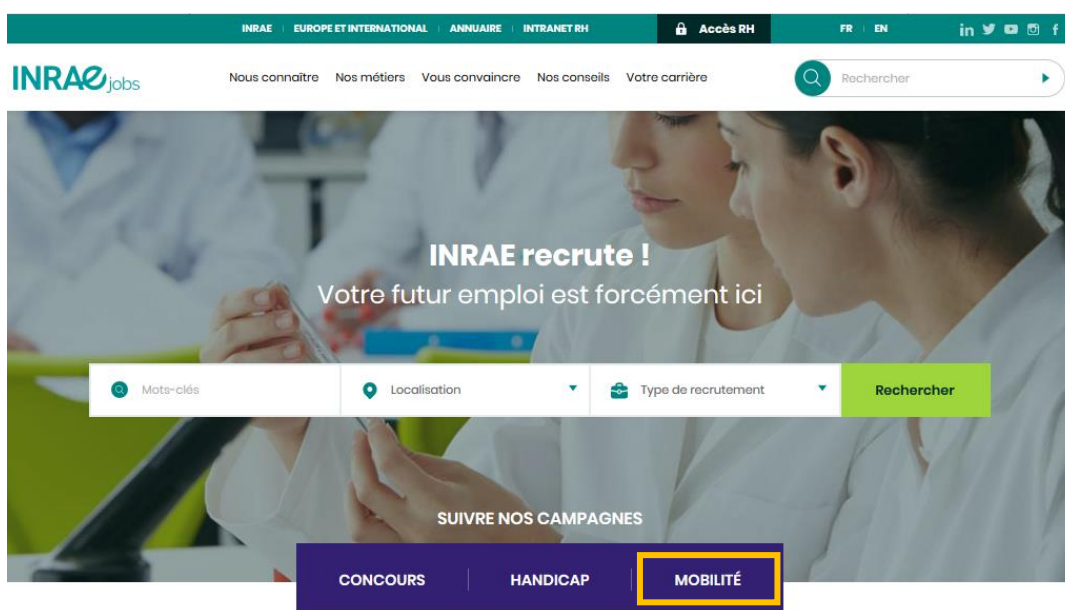 INRAE EUROPE ET INTERNATIONAL ANNUAIRE INTRANET RH Accès RH FR EN
INRAE jobs Nous connaître Nos métiers Vous convaincre Nos conseils Votre carrière Rechercher
INRAE recrute !
Votre futur emploi est forcément ici
Mots-clés Localisation Type de recrutement Rechercher
SUIVRE NOS CAMPAGNES
CONCOURS HANDICAP MOBILITÉ